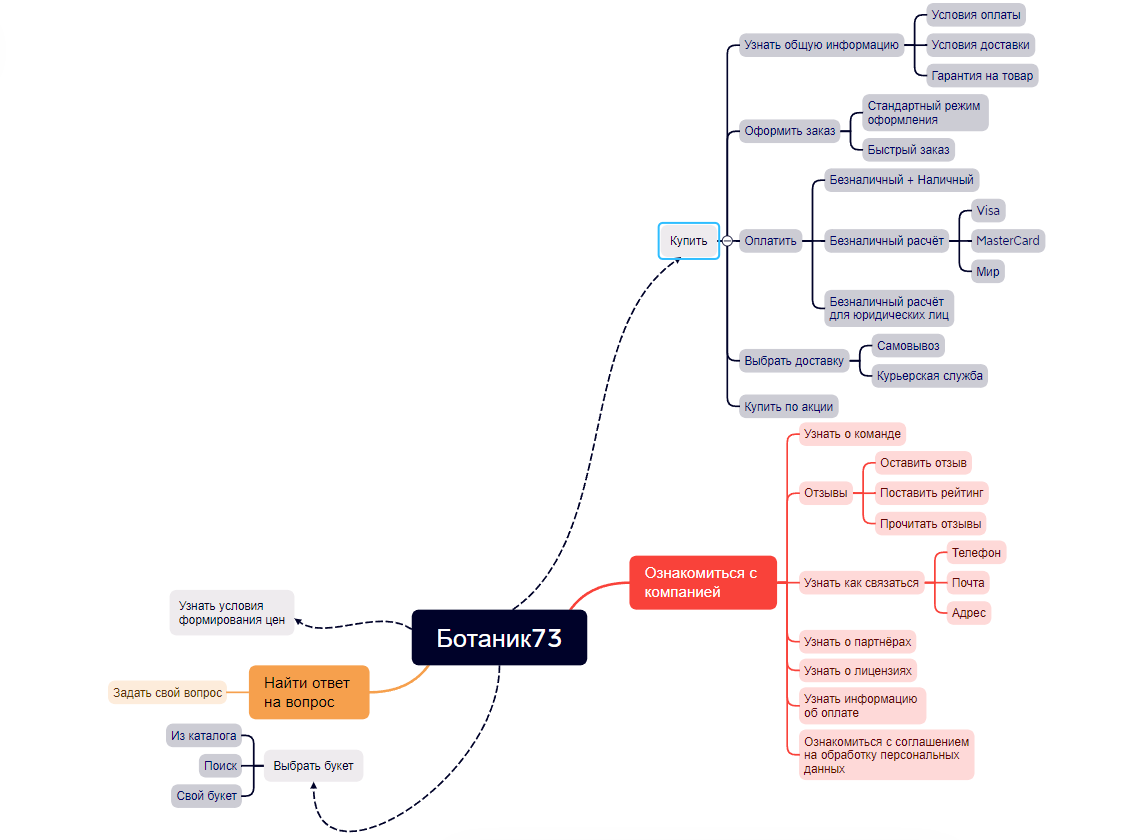 Условия оплаты
Узнать общую информацию
Условия доставки
Гарантия на товар
Стандартный режим
оформления
Оформить заказ
Быстрый заказ
Безналичный + Наличный
Visa
Купить
Оплатить
Безналичный расчёт
MasterCard
Мир
Безналичный расчёт
для юридических лиц
Самовывоз
Выбрать доставку
Курьерская служба
Купить по акции
Узнать о команде
Оставить отзыв
Отзывы
Поставить рейтинг
Прочитать отзывы
Телефон
Ознакомиться с
компанией
Узнать как связаться
Почта
Адрес
Узнать о партнёрах
Узнать о лицензиях
Узнать информацию
об оплате
Ознакомиться с соглашением
на обработку персональных
данных
Узнать условия
формирования цен
Ботаник73
Задать свой вопрос
Найти ответ
на вопрос
Из каталога
Поиск
Выбрать букет
Свой букет